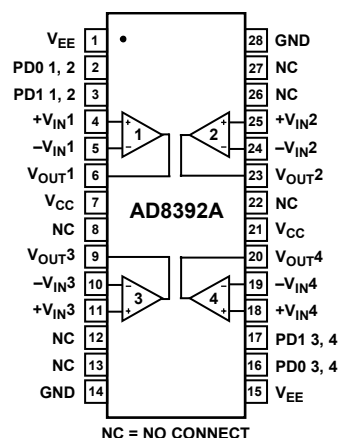 VEE 1 28 GND
PD0 1, 2 2 27 NC
PD1 1, 2 3 26 NC
+VIN1 4 25 +VIN2
–VIN1 5 1 2 24 –VIN2
VOUT1 6 23 VOUT2
VCC 7 AD8392A 22 NC
NC 8 21 VCC
VOUT3 9 20 VOUT4
–VIN3 10 3 4 19 –VIN4
+VIN3 11 18 +VIN4
NC 12 17 PD1 3, 4
NC 13 16 PD0 3, 4
GND 14 15 VEE
NC = NO CONNECT